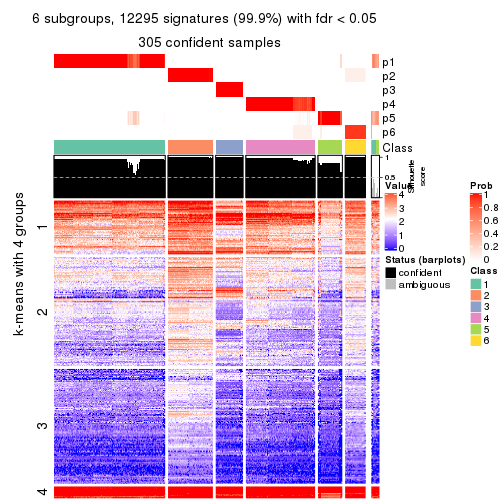 6 subgroups, 12295 signatures (99.9%) with fdr < 0.05
305 confident samples
p1
p2
p3
p4
p5
p6
Class
1
0.5
0
Silhouette
score
k-means with 4 groups
1
2
3
4
Value
4
3
2
1
0
Status (barplots)
confident
ambiguous
Prob
1
0.8
0.6
0.4
0.2
0
Class
1
2
3
4
5
6